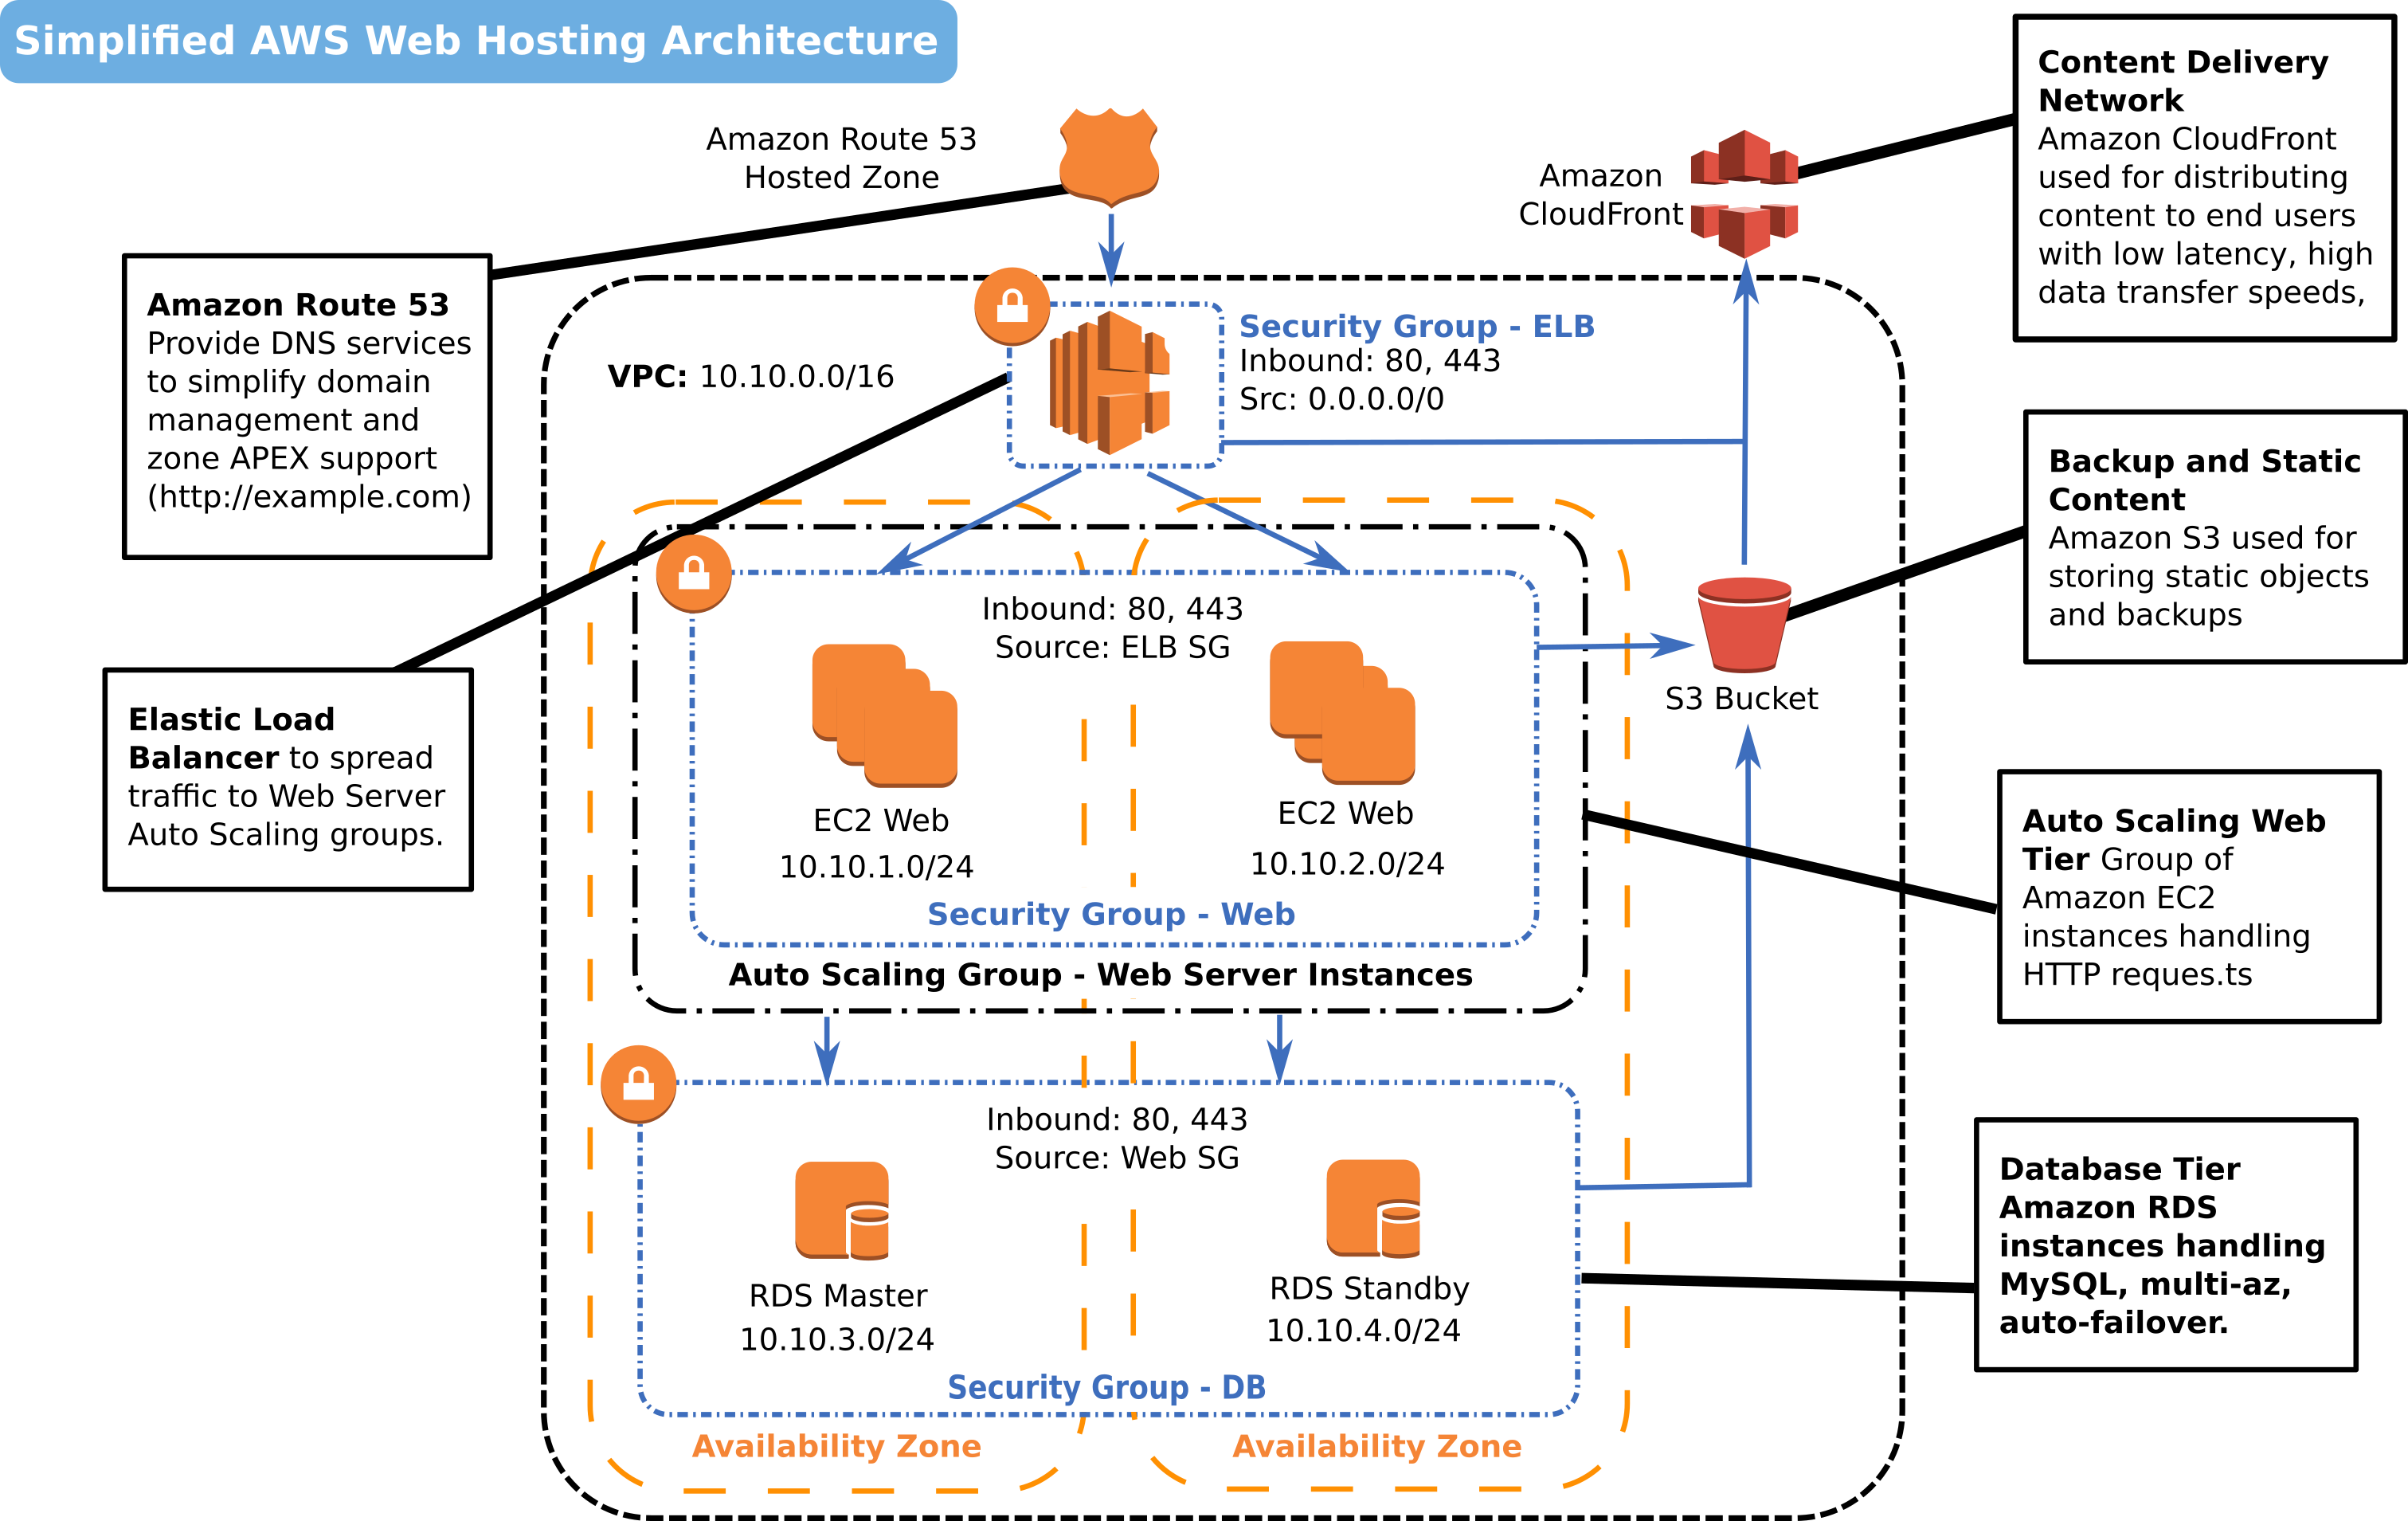 Simplified AWS Web Hosting Architecture
Amazon Route 53
Hosted Zone
Amazon
CloudFront
Content Delivery
Network
Amazon CloudFront
used for distributing
content to end users
with low latency, high
data transfer speeds,
Amazon Route 53
Provide DNS services
to simplify domain
management and
zone APEX support
(http://example.com)
VPC: 10.10.0.0/16
Security Group - ELB
Inbound: 80, 443
Src: 0.0.0.0/0
Backup and Static
Content
Amazon S3 used for
storing static objects
and backups
Inbound: 80, 443
Source: ELB SG
S3 Bucket
Elastic Load
Balancer to spread
traffic to Web Server
Auto Scaling groups.
EC2 Web
10.10.1.0/24
EC2 Web
10.10.2.0/24
Security Group - Web
Auto Scaling Group - Web Server Instances
Auto Scaling Web
Tier Group of
Amazon EC2
instances handling
HTTP reques.ts
Inbound: 80, 443
Source: Web SG
RDS Master
10.10.3.0/24
RDS Standby
10.10.4.0/24
Security Group - DB
Database Tier
Amazon RDS
instances handling
MySQL, multi-az,
auto-failover.
Availability Zone
Availability Zone